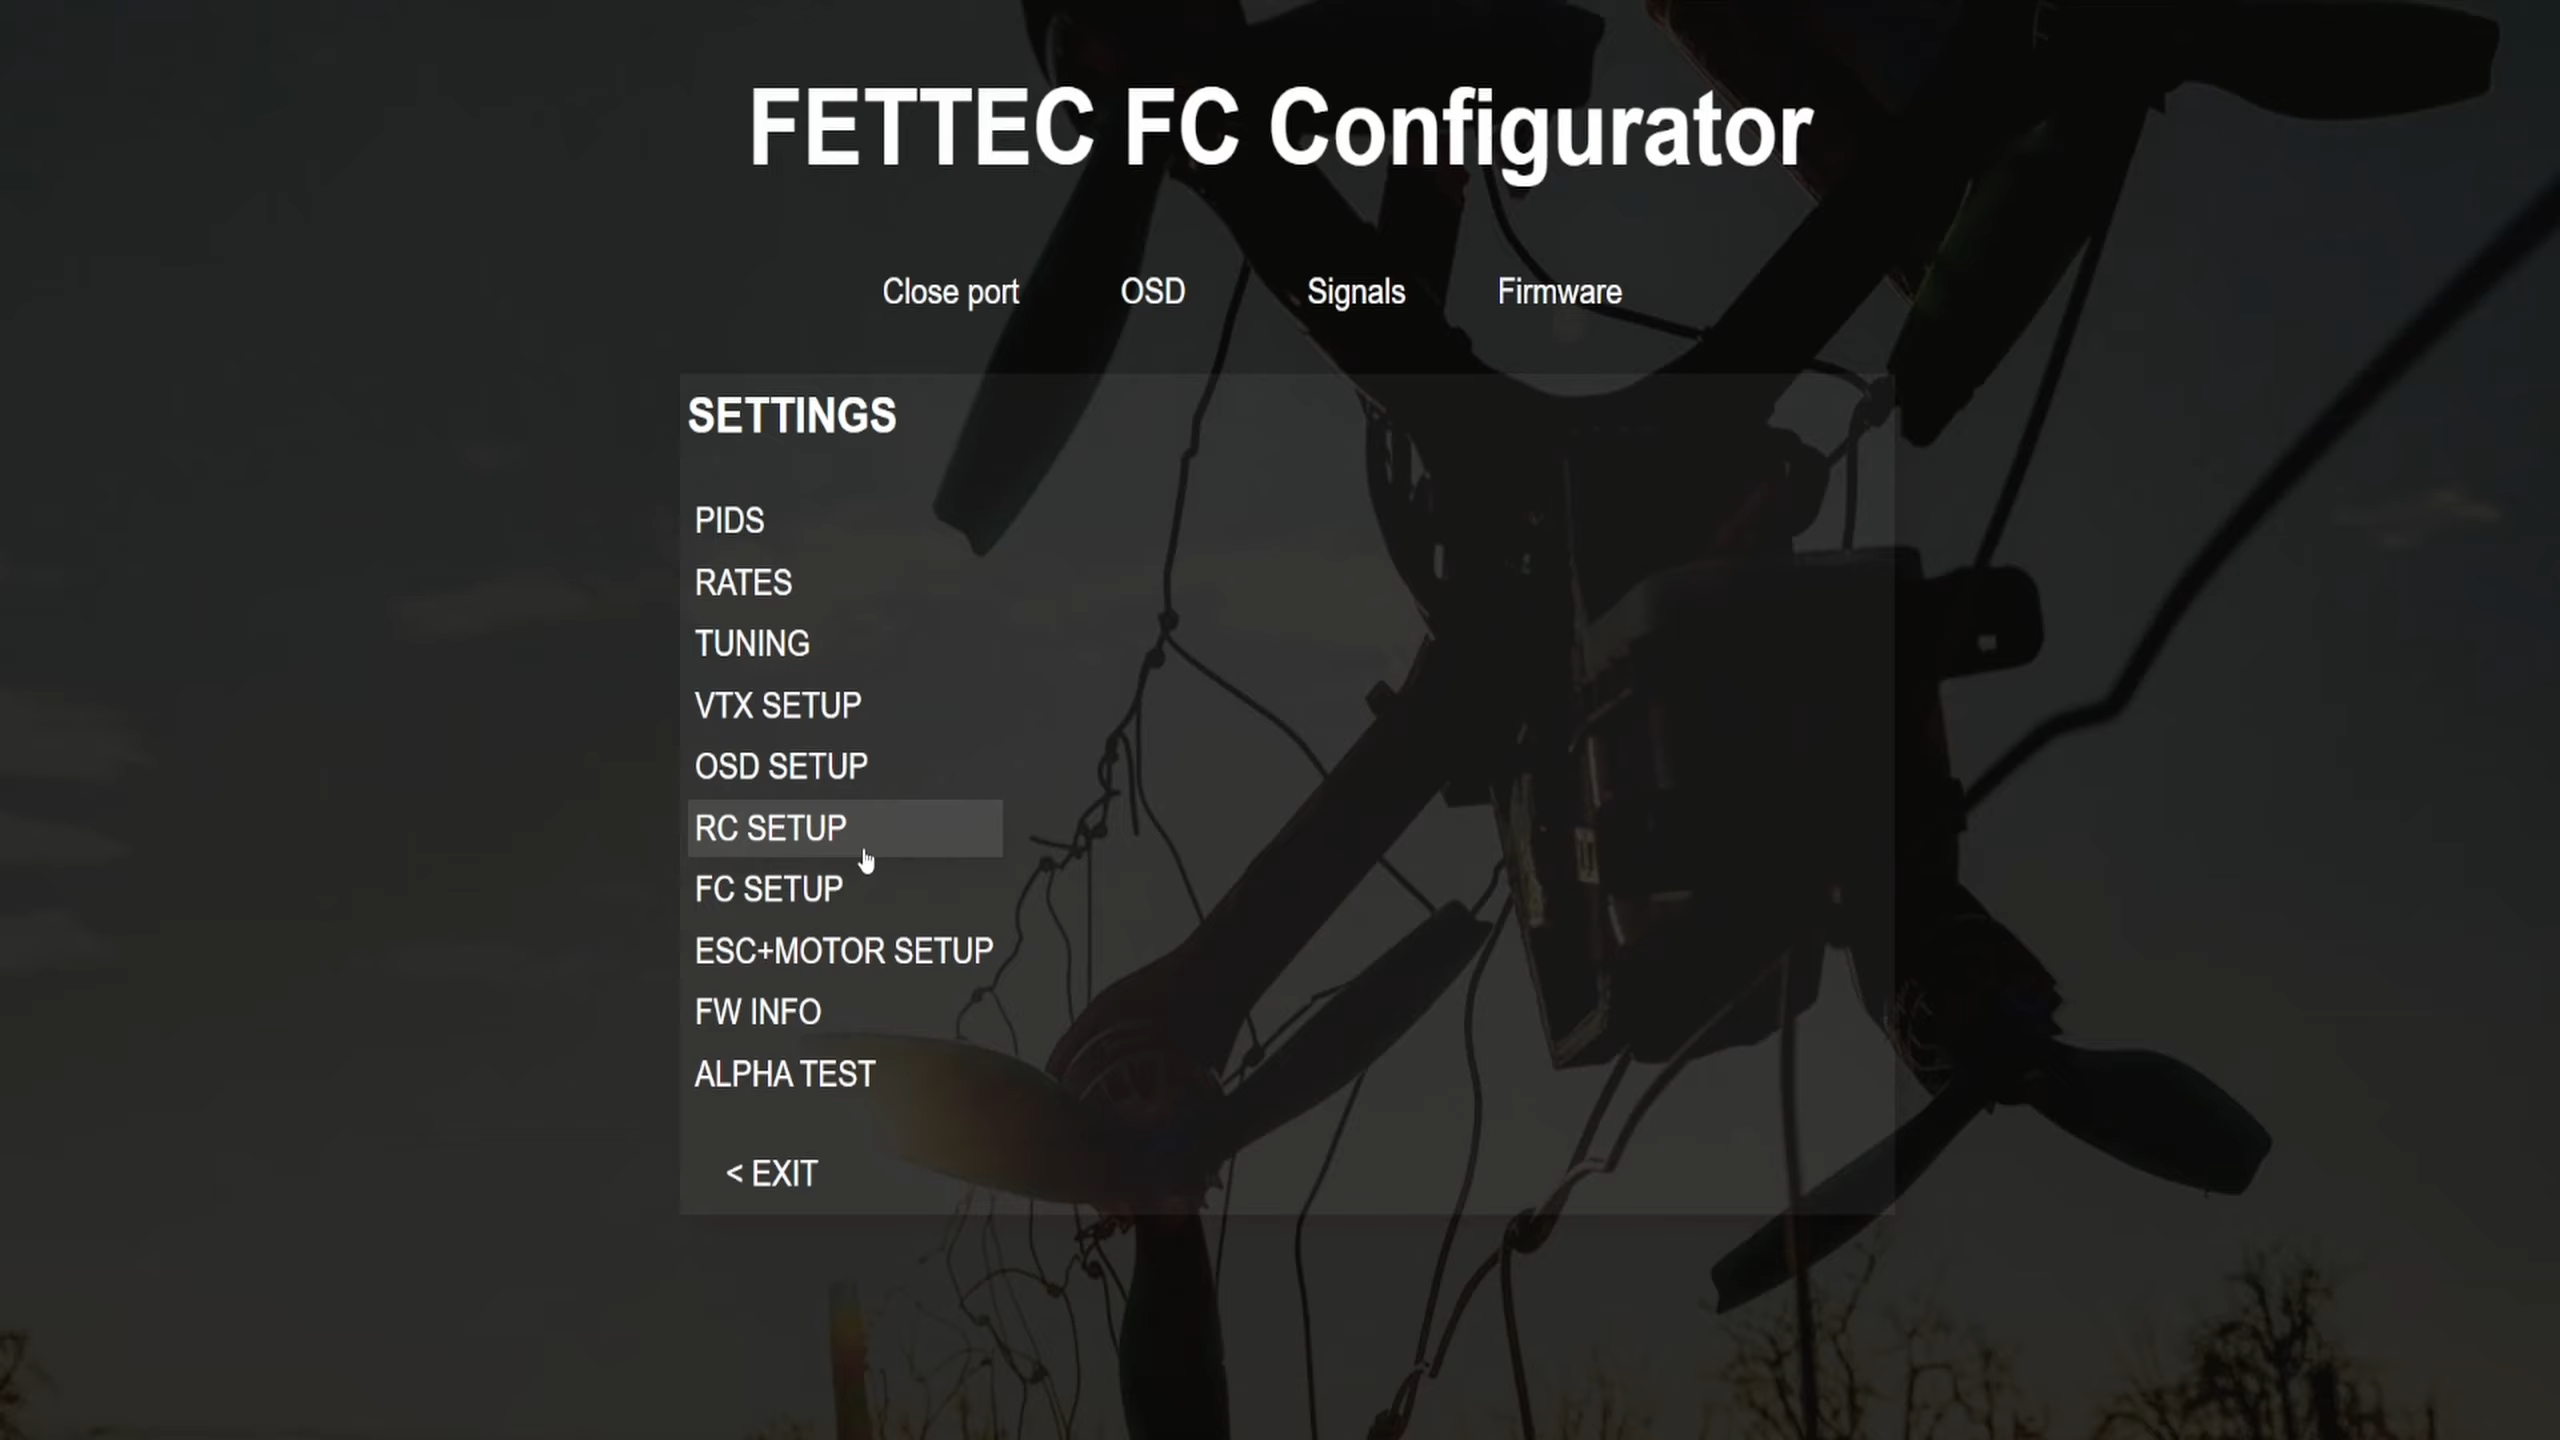 FETTEC FC Configurator
Close port OSD Signals Firmware
SETTINGS
PIDS
RATES
TUNING
VTX SETUP
OSD SETUP
RC SETUP
FC SETUP
ESC+MOTOR SETUP
FW INFO
ALPHA TEST
< EXIT